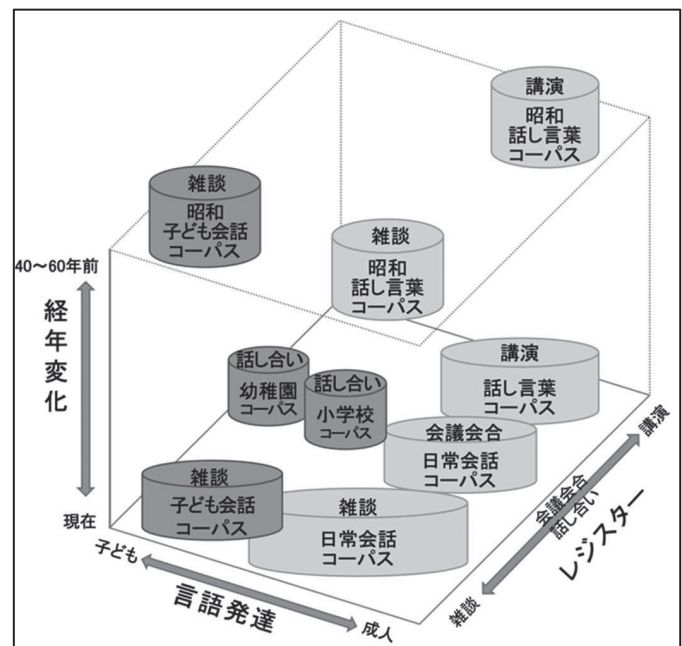 講演
昭和
話し言葉
コーパス
雑談
昭和
子ども会話
コーパス
雑談
昭和
話し言葉
コーパス
40〜60年前
経年変化
現在
話し合い
幼稚園
コーパス
話し合い
小学校
コーパス
講演
話し言葉
コーパス
会議会合
日常会話
コーパス
雑談
子ども会話
コーパス
雑談
日常会話
コーパス
子ども
言語発達
成人
雑談
会議会合
話し合い
講演
レジスター